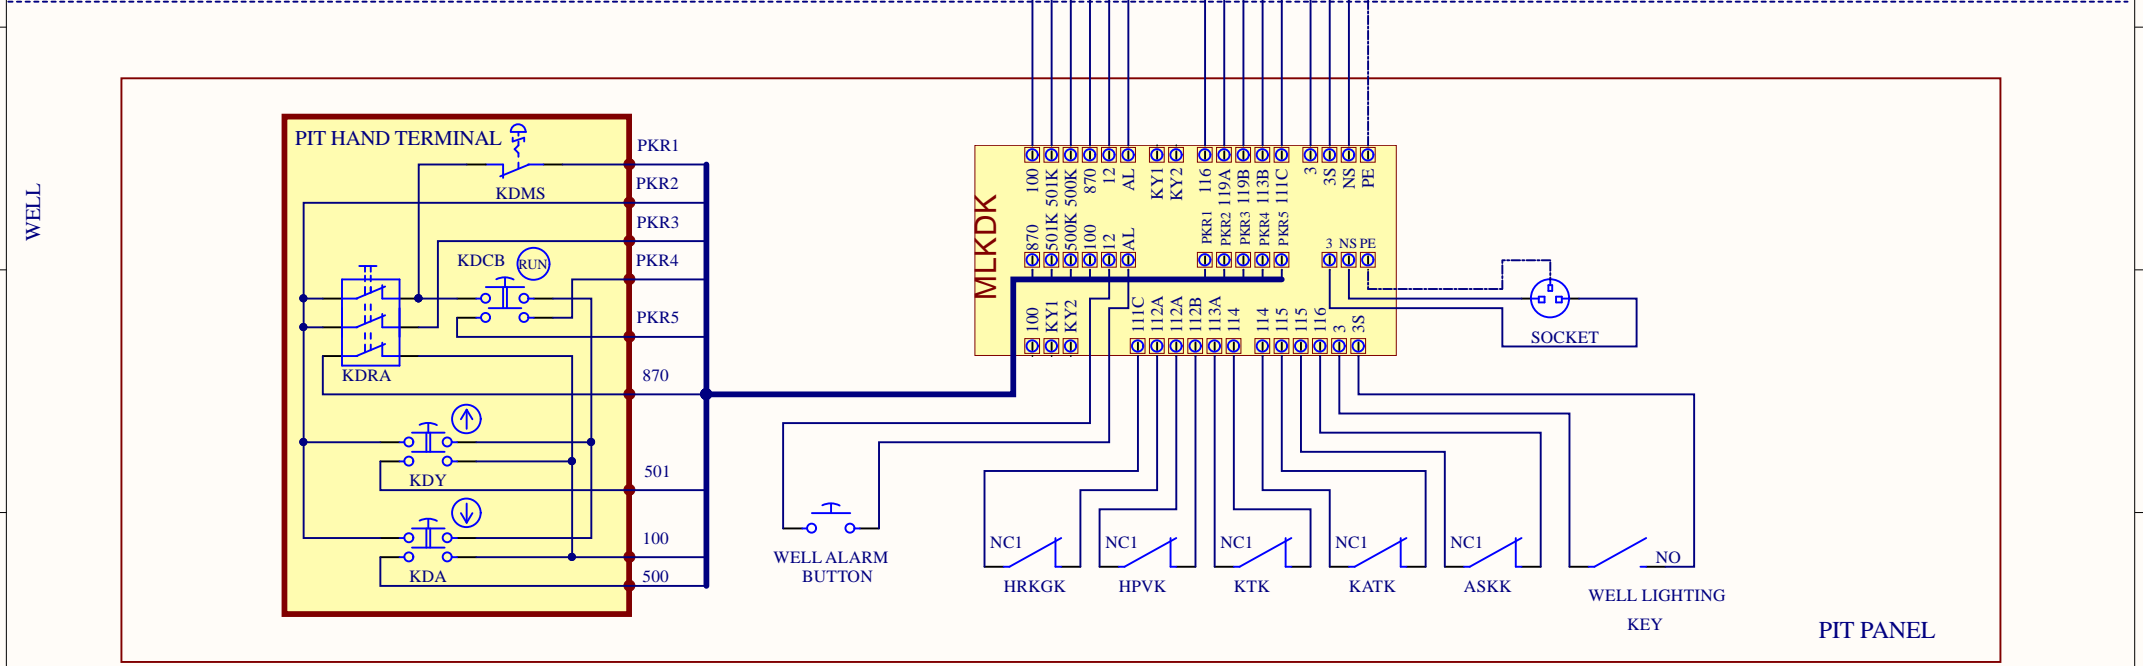 WELL
PIT HAND TERMINAL
KDMS
KDCB
RUN
KDRA
KDY
KDA
PKR1
PKR2
PKR3
PKR4
PKR5
870
501
100
500
MLKDK
100 501K 500K 870 12 AL KY1 KY2 116 119A 119B 113B 111C 3 3S NS PE
870 501K 500K 100 12 AL PKR1 PKR2 PKR3 PKR4 PKR5 3 NS PE
100 KY1 KY2 111C 112A 112A 112B 113A 114 114 115 115 116 3 3S
SOCKET
WELL ALARM
BUTTON
NC1
HRKGK
NC1
HPVK
NC1
KTK
NC1
KATK
NC1
ASKK
NO
WELL LIGHTING
KEY
PIT PANEL